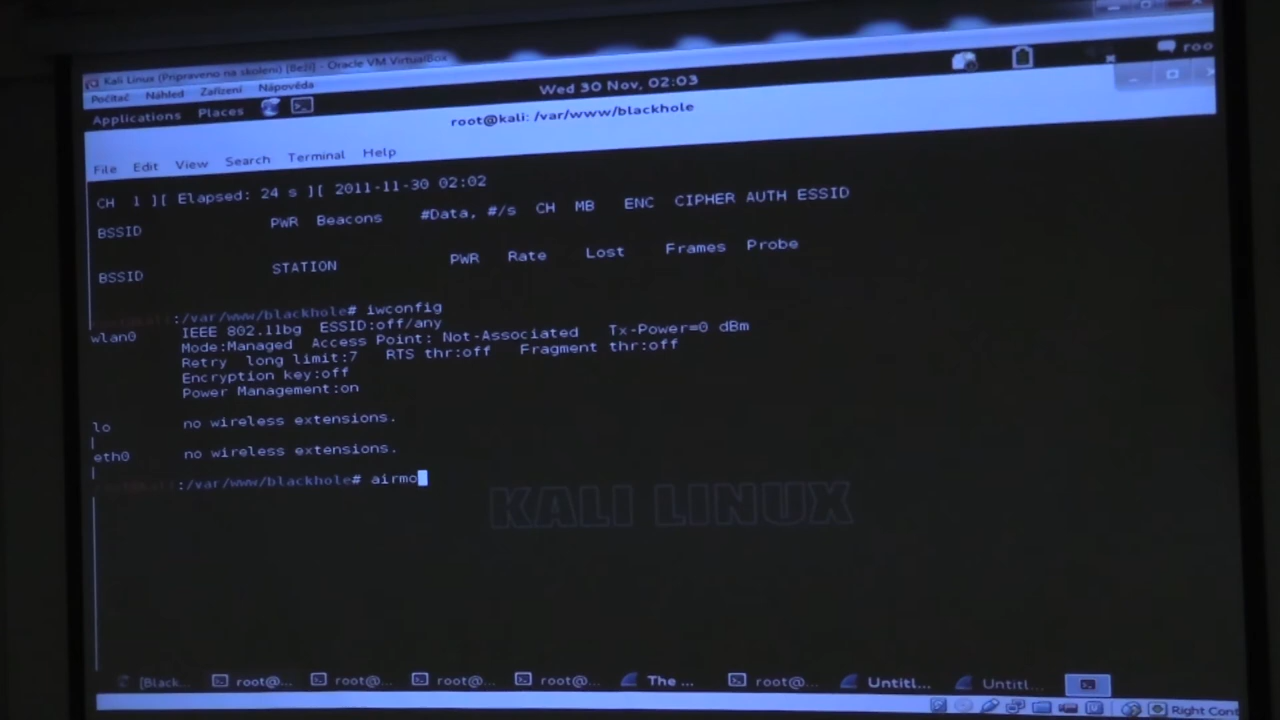 Kali Linux (Připraveno na školení) [Běží] - Oracle VM VirtualBox
Počítač Náhled Zařízení Nápověda
Applications Places Wed 30 Nov, 02:03 roo
root@kali: /var/www/blackhole
File Edit View Search Terminal Help
CH 1 ][ Elapsed: 24 s ][ 2011-11-30 02:02
BSSID PWR Beacons #Data, #/s CH MB ENC CIPHER AUTH ESSID
BSSID STATION PWR Rate Lost Frames Probe
:/var/www/blackhole# iwconfig
wlan0 IEEE 802.11bg ESSID:off/any
Mode:Managed Access Point: Not-Associated Tx-Power=0 dBm
Retry long limit:7 RTS thr:off Fragment thr:off
Encryption key:off
Power Management:on
lo no wireless extensions.
eth0 no wireless extensions.
:/var/www/blackhole# airmo
KALI LINUX
[Black... root@... root@... root@... root@... The ... root@... Untitl... Untitl...
Right Cont